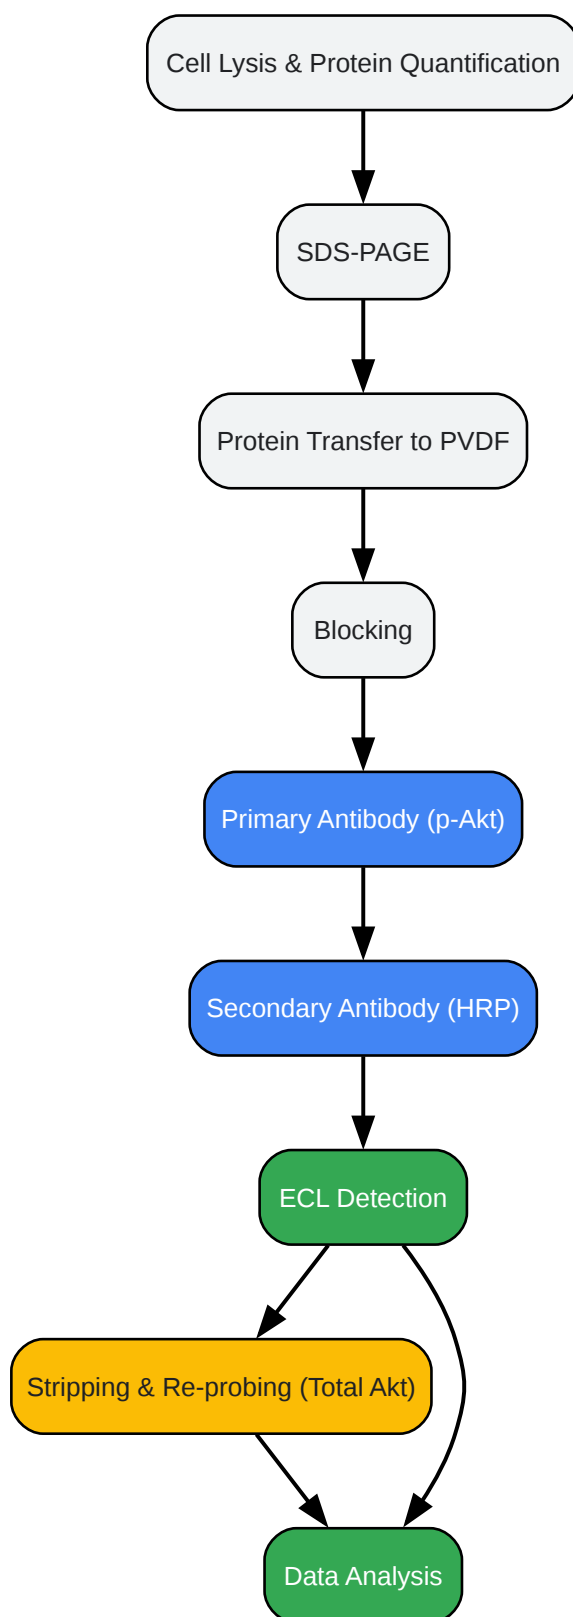 Cell Lysis & Protein Quantification
SDS-PAGE
Protein Transfer to PVDF
Blocking
Primary Antibody (p-Akt)
Secondary Antibody (HRP)
ECL Detection
Stripping & Re-probing (Total Akt)
Data Analysis